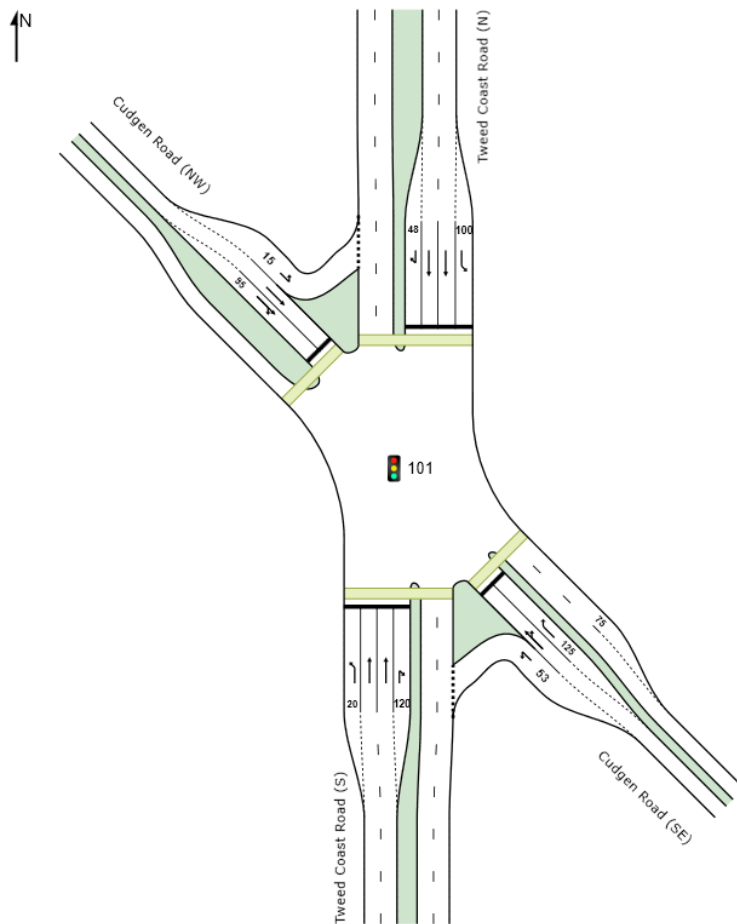 N
Cudgen Road (NW)
Tweed Coast Road (N)
48
100
15
95
101
75
125
53
20
120
Tweed Coast Road (S)
Cudgen Road (SE)